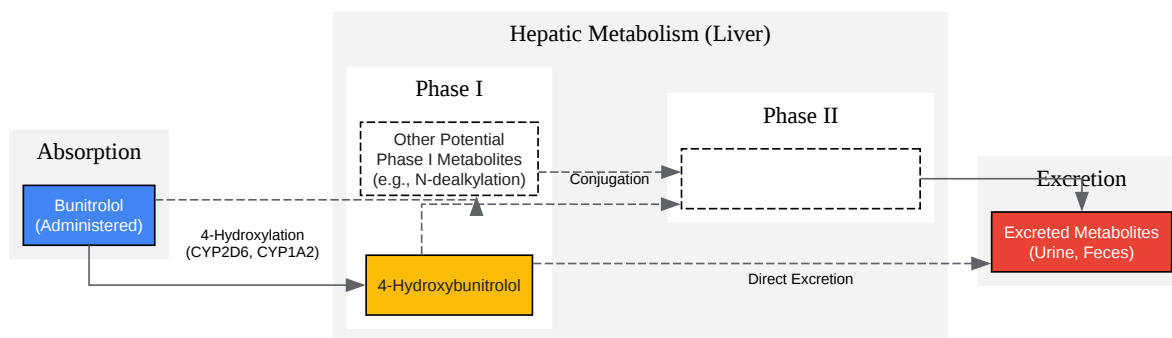 Hepatic Metabolism (Liver)
Phase I
Phase II
Absorption
Excretion
Other Potential
Phase I Metabolites
(e.g., N-dealkylation)
Conjugation
Bunitrolol
(Administered)
4-Hydroxylation
(CYP2D6, CYP1A2)
4-Hydroxybunitrolol
Direct Excretion
Excreted Metabolites
(Urine, Feces)